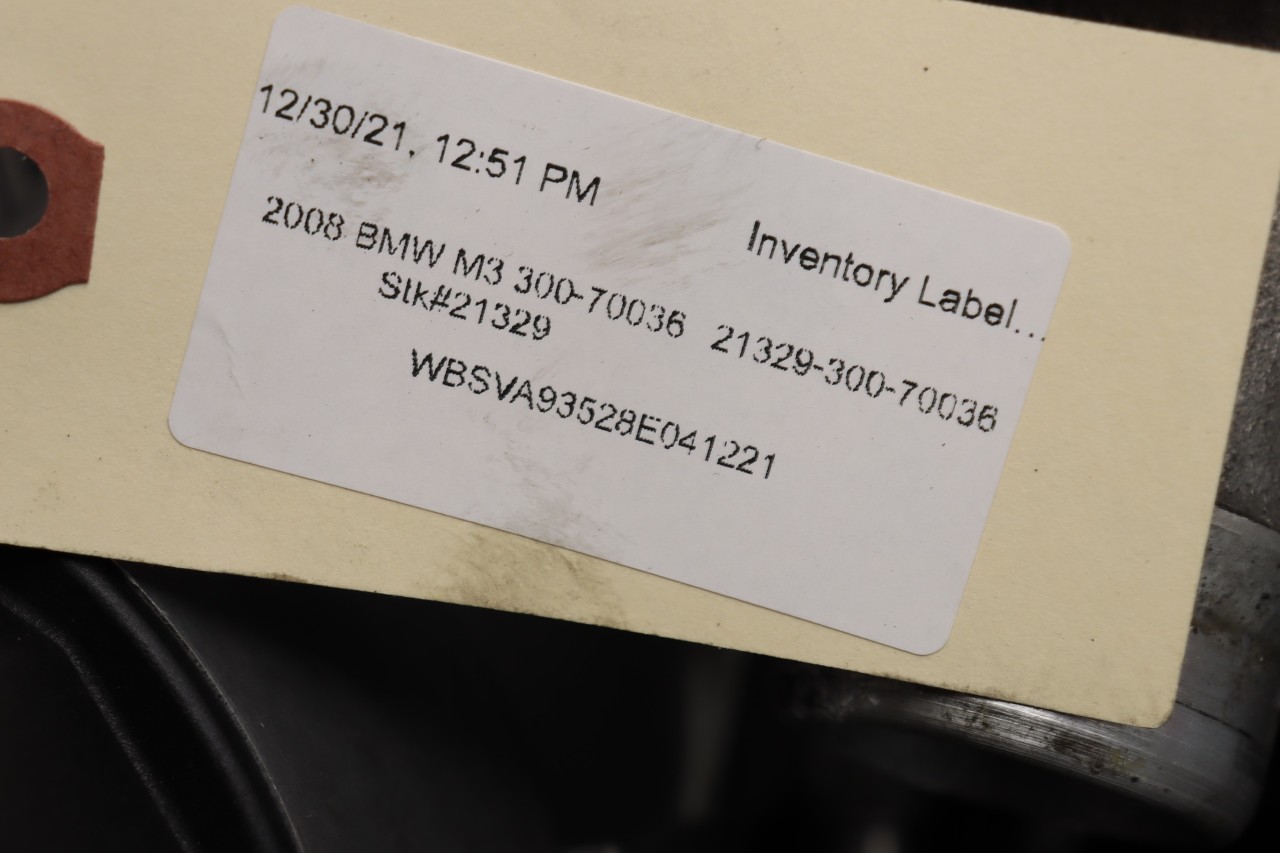 12/30/21, 12:51 PM
Inventory Label...
2008 BMW M3 300-70036 21329-300-70036
Stk#21329
WBSVA93528E041221